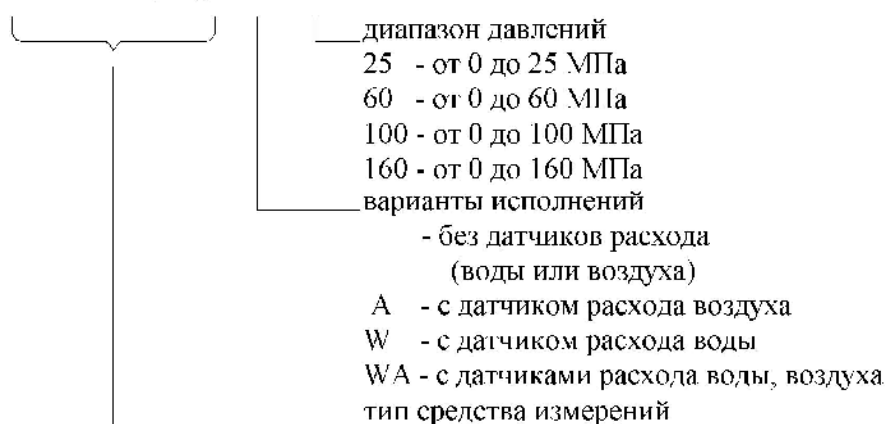 диапазон давлений
25 - от 0 до 25 МПа
60 - от 0 до 60 МПа
100 - от 0 до 100 МПа
160 - от 0 до 160 МПа
варианты исполнений
- без датчиков расхода
(воды или воздуха)
А - с датчиком расхода воздуха
W - с датчиком расхода воды
WA - с датчиками расхода воды, воздуха
тип средства измерений